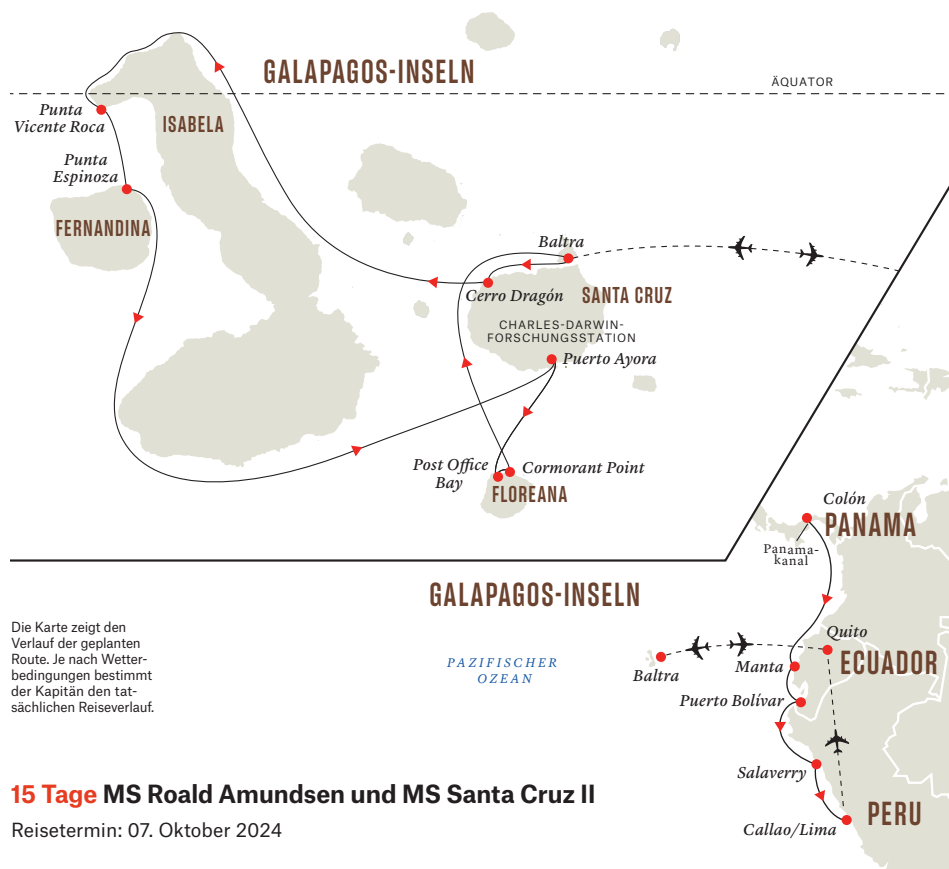 GALAPAGOS-INSELN
ÄQUATOR
Punta
Vicente Roca
ISABELA
Punta
Espinoza
FERNANDINA
Baltra
Cerro Dragón
SANTA CRUZ
CHARLES-DARWIN-
FORSCHUNGSSTATION
Puerto Ayora
Post Office
Bay
Cormorant Point
FLOREANA
Colón
PANAMA
Panama-
kanal
GALAPAGOS-INSELN
Die Karte zeigt den
Verlauf der geplanten
Route. Je nach Wetter-
bedingungen bestimmt
der Kapitän den tat-
sächlichen Reiseverlauf.
PAZIFISCHER
OZEAN
Baltra
Quito
Manta
ECUADOR
Puerto Bolívar
Salaverry
Callao/Lima
PERU
15 Tage MS Roald Amundsen und MS Santa Cruz II
Reisetermin: 07. Oktober 2024